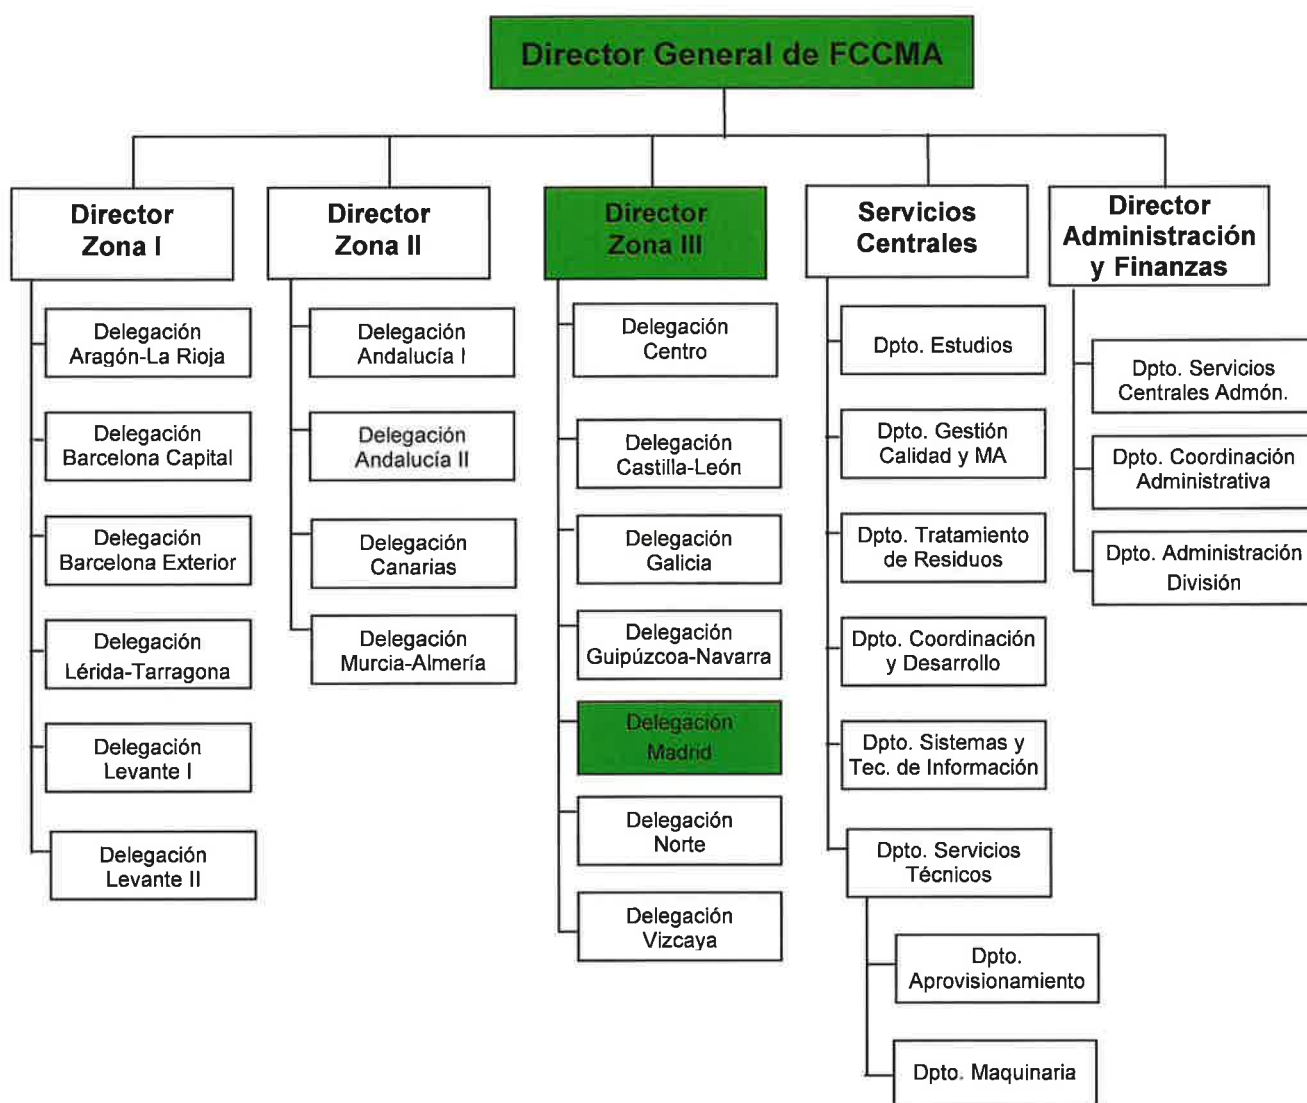 Director General de FCCMA
Director
Zona I
Delegación
Aragón-La Rioja
Delegación
Barcelona Capital
Delegación
Barcelona Exterior
Delegación
Lérida-Tarragona
Delegación
Levante I
Delegación
Levante II
Director
Zona II
Delegación
Andalucía I
Delegación
Andalucía II
Delegación
Canarias
Delegación
Murcia-Almería
Director
Zona III
Delegación
Centro
Delegación
Castilla-León
Delegación
Galicia
Delegación
Guipúzcoa-Navarra
Delegación
Madrid
Delegación
Norte
Delegación
Vizcaya
Servicios
Centrales
Dpto. Estudios
Dpto. Gestión
Calidad y MA
Dpto. Tratamiento
de Residuos
Dpto. Coordinación
y Desarrollo
Dpto. Sistemas y
Tec. de Información
Dpto. Servicios
Técnicos
Dpto.
Aprovisionamiento
Dpto. Maquinaria
Director
Administración
y Finanzas
Dpto. Servicios
Centrales Admón.
Dpto. Coordinación
Administrativa
Dpto. Administración
División